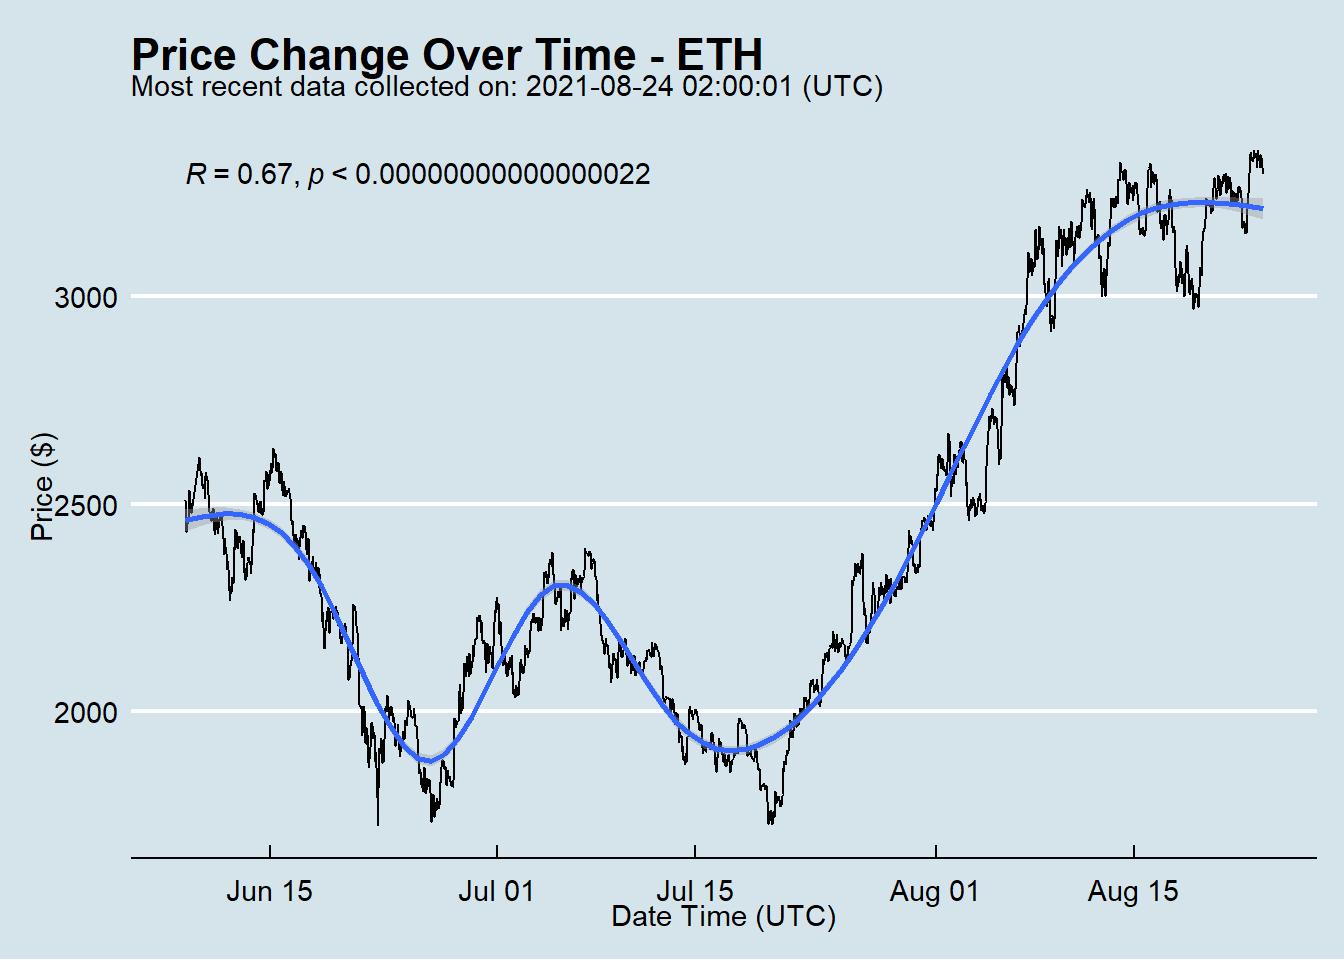 Price Change Over Time - ETH
Most recent data collected on: 2021-08-24 02:00:01 (UTC)
R = 0.67, p < 0.00000000000000022
3000
2500
2000
Price ($)
Jun 15
Jul 01
Jul 15
Aug 01
Aug 15
Date Time (UTC)